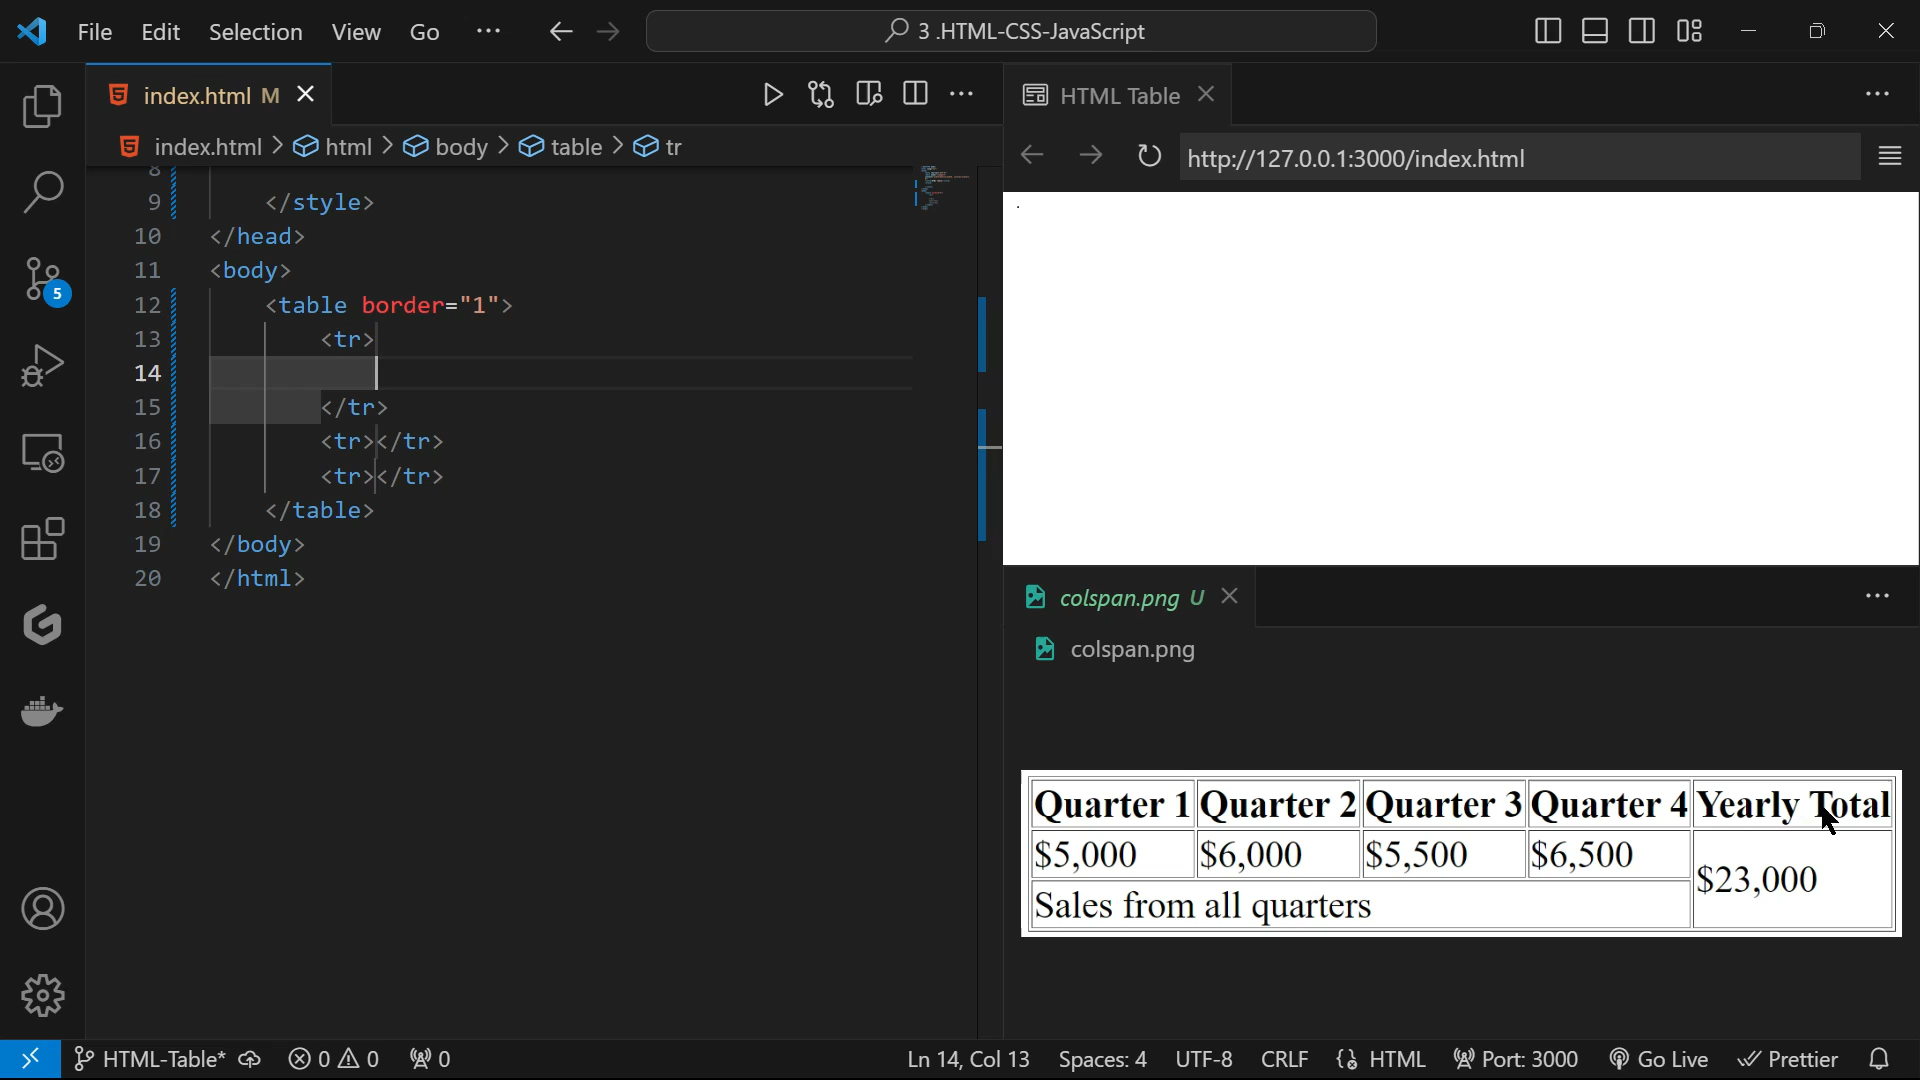 File Edit Selection View Go ··· 3 .HTML-CSS-JavaScript
index.html M
index.html > html > body > table > tr
HTML Table
http://127.0.0.1:3000/index.html
5
8
9 </style>
10 </head>
11 <body>
12 <table border="1">
13 <tr>
14
15 </tr>
16 <tr></tr>
17 <tr></tr>
18 </table>
19 </body>
20 </html>
colspan.png U
colspan.png
Quarter 1 Quarter 2 Quarter 3 Quarter 4 Yearly Total
$5,000 $6,000 $5,500 $6,500 $23,000
Sales from all quarters
HTML-Table* 0 0 0 Ln 14, Col 13 Spaces: 4 UTF-8 CRLF {} HTML Port: 3000 Go Live Prettier